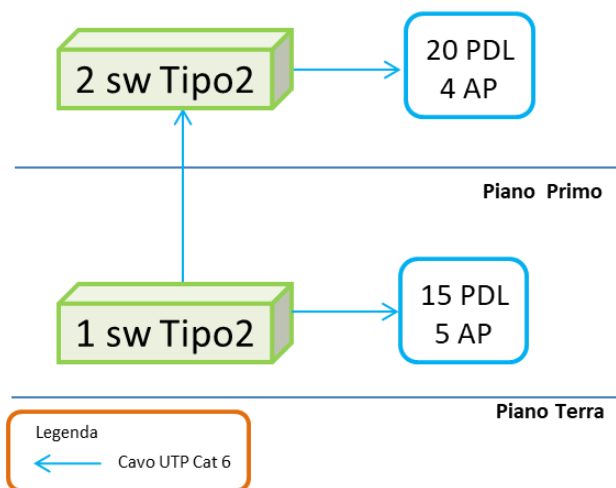 2 sw Tipo2
20 PDL
4 AP
Piano Primo
1 sw Tipo2
15 PDL
5 AP
Piano Terra
Legenda
Cavo UTP Cat 6